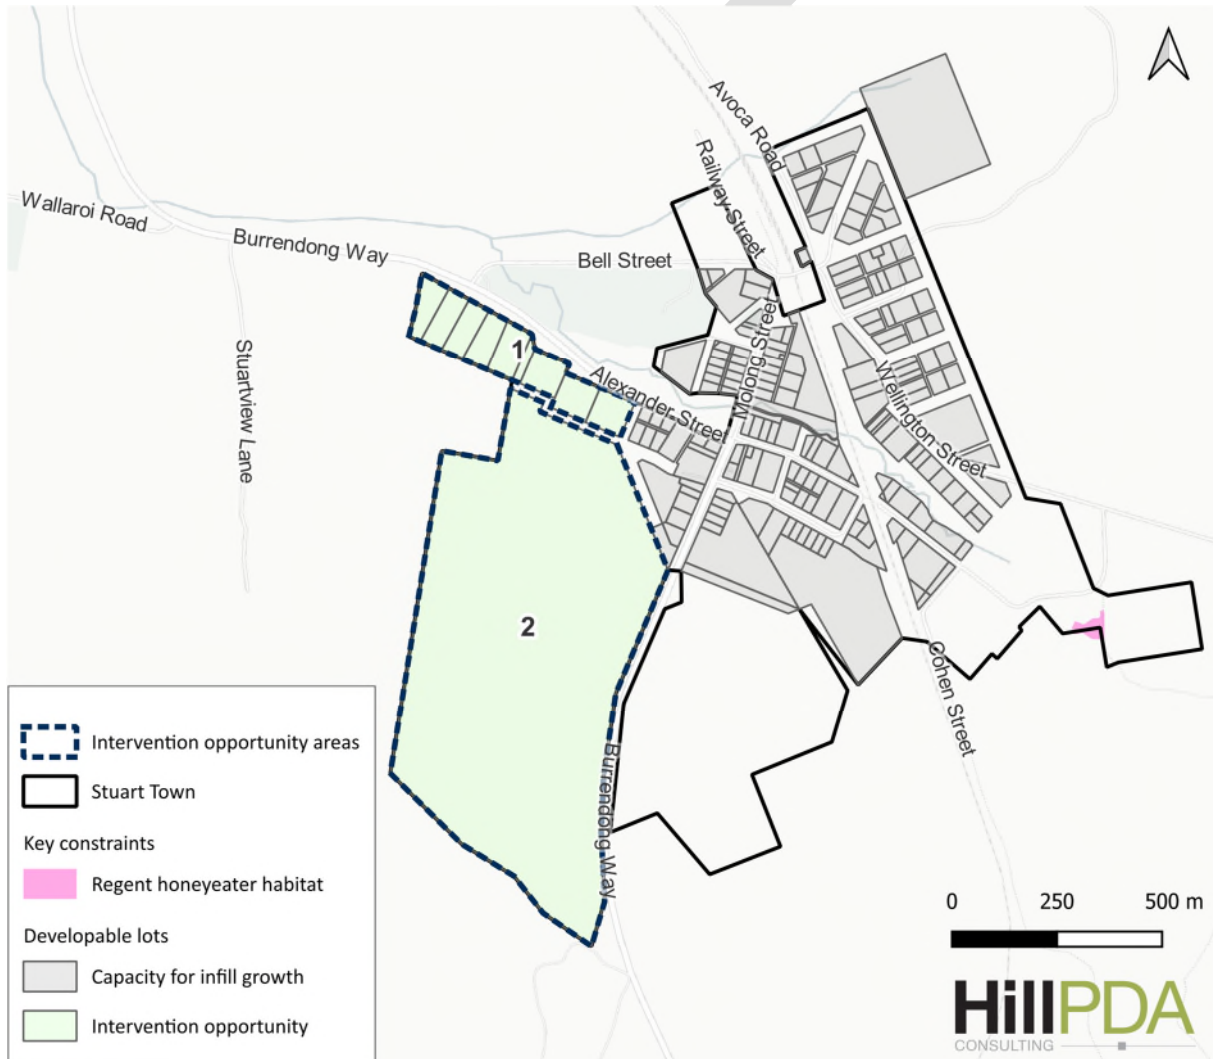 Avoca Road
Railway Street
Wallaroi Road
Burrendong Way
Bell Street
Stuartview Lane
1
Alexander Street
Molong Street
Wellington Street
2
Cohen Street
Burrendong Way
Intervention opportunity areas
Stuart Town
Key constraints
Regent honeyeater habitat
Developable lots
Capacity for infill growth
Intervention opportunity
0 250 500 m
HillPDA
CONSULTING